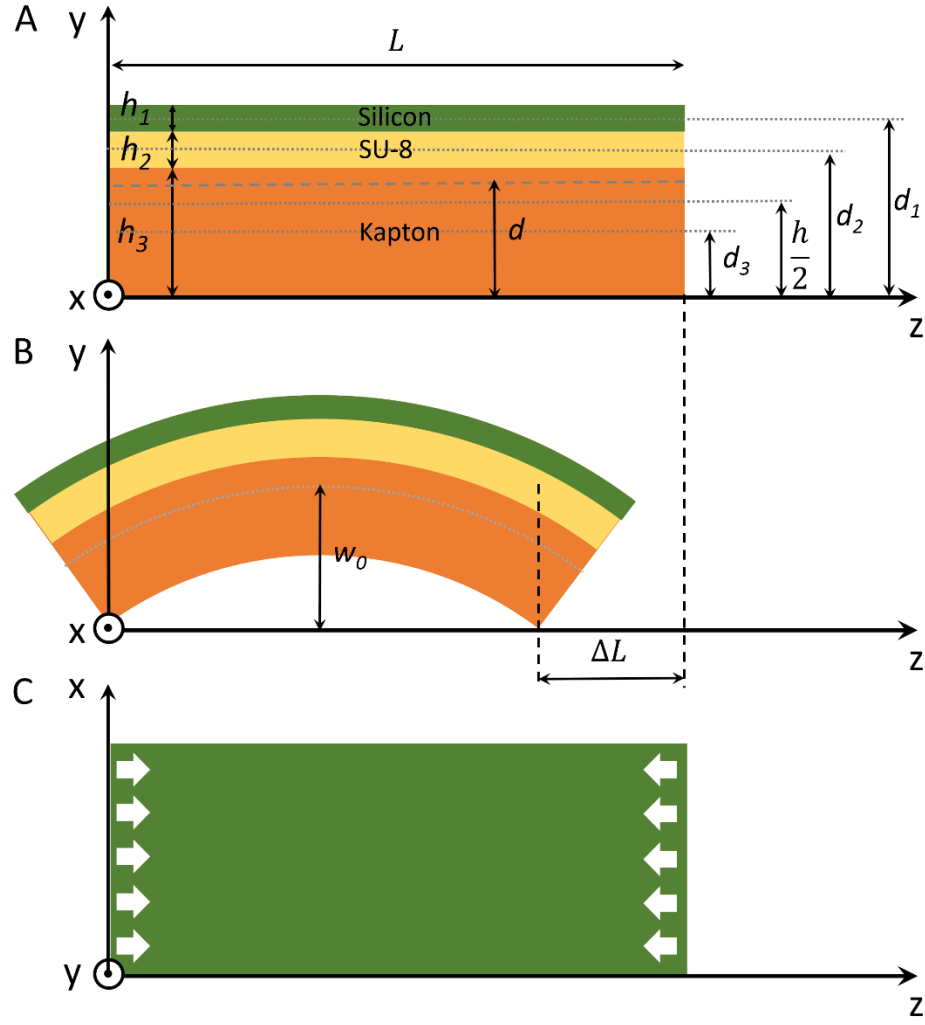 A
y
L
h₁
Silicon
h₂
SU-8
h₃
Kapton
d
d₃
h/2
d₂
d₁
x
z
B
y
w₀
x
z
ΔL
C
x
y
z